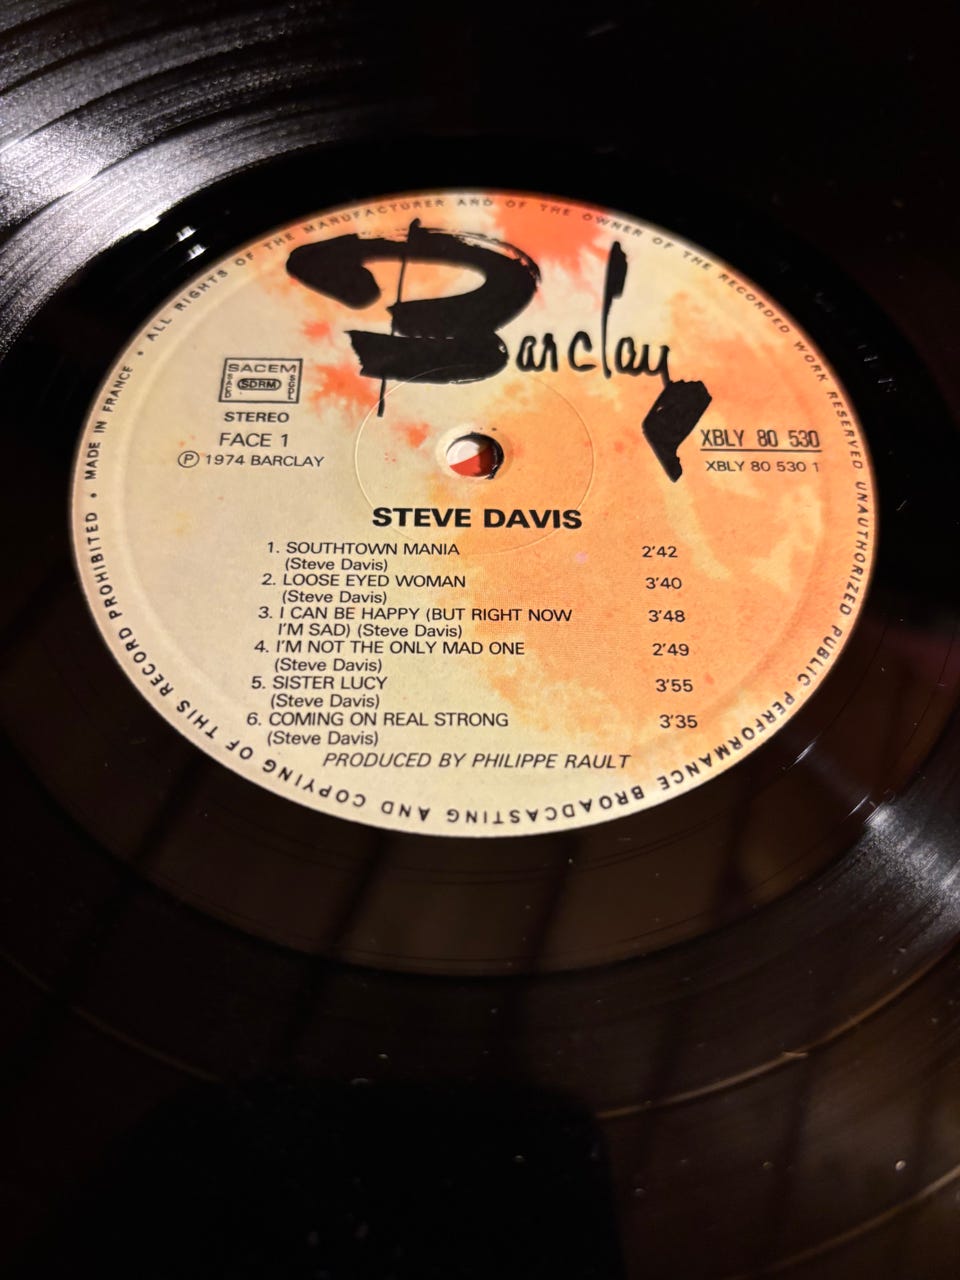 • MADE IN FRANCE • ALL RIGHTS OF THE MANUFACTURER AND OF THE OWNER OF THE RECORDED WORK RESERVED UNAUTHORIZED PUBLIC PERFORMANCE BROADCASTING AND COPYING OF THIS RECORD PROHIBITED
Barclay
SACEM
SACD SDRM SGDL
STEREO
FACE 1
℗ 1974 BARCLAY
XBLY 80 530
XBLY 80 530 1
STEVE DAVIS
1. SOUTHTOWN MANIA 2'42
(Steve Davis)
2. LOOSE EYED WOMAN 3'40
(Steve Davis)
3. I CAN BE HAPPY (BUT RIGHT NOW 3'48
I'M SAD) (Steve Davis)
4. I'M NOT THE ONLY MAD ONE 2'49
(Steve Davis)
5. SISTER LUCY 3'55
(Steve Davis)
6. COMING ON REAL STRONG 3'35
(Steve Davis)
PRODUCED BY PHILIPPE RAULT